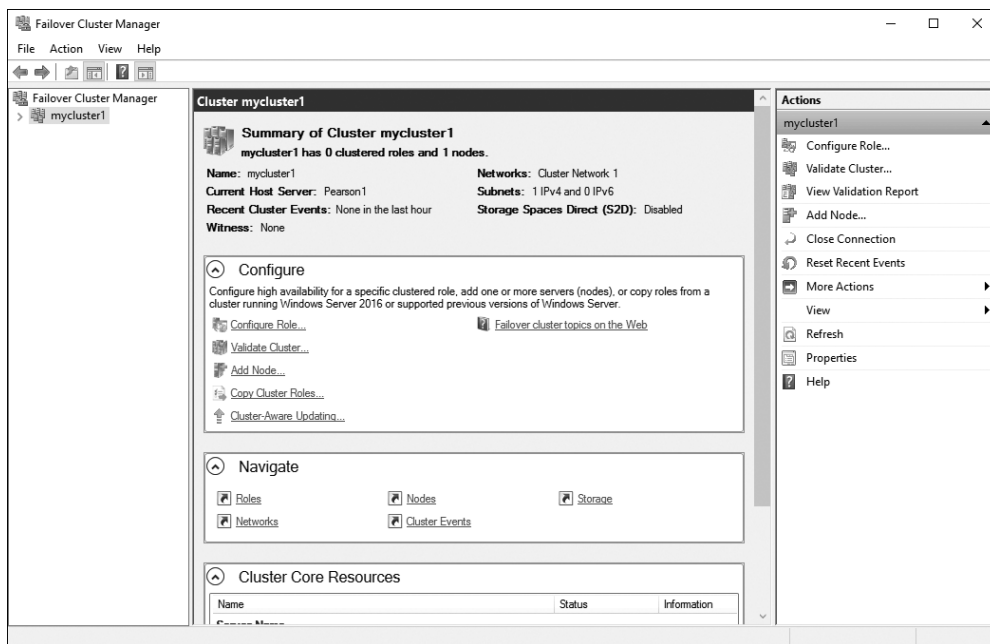 Failover Cluster Manager
File Action View Help
Failover Cluster Manager
mycluster1
Cluster mycluster1
Summary of Cluster mycluster1
mycluster1 has 0 clustered roles and 1 nodes.
Name: mycluster1
Networks: Cluster Network 1
Current Host Server: Pearson1
Subnets: 1 IPv4 and 0 IPv6
Recent Cluster Events: None in the last hour
Storage Spaces Direct (S2D): Disabled
Witness: None
Configure
Configure high availability for a specific clustered role, add one or more servers (nodes), or copy roles from a
cluster running Windows Server 2016 or supported previous versions of Windows Server.
Configure Role...
Failover cluster topics on the Web
Validate Cluster...
Add Node...
Copy Cluster Roles...
Cluster-Aware Updating...
Navigate
Roles
Nodes
Storage
Networks
Cluster Events
Cluster Core Resources
Name Status Information
Server Name
Actions
mycluster1
Configure Role...
Validate Cluster...
View Validation Report
Add Node...
Close Connection
Reset Recent Events
More Actions
View
Refresh
Properties
Help